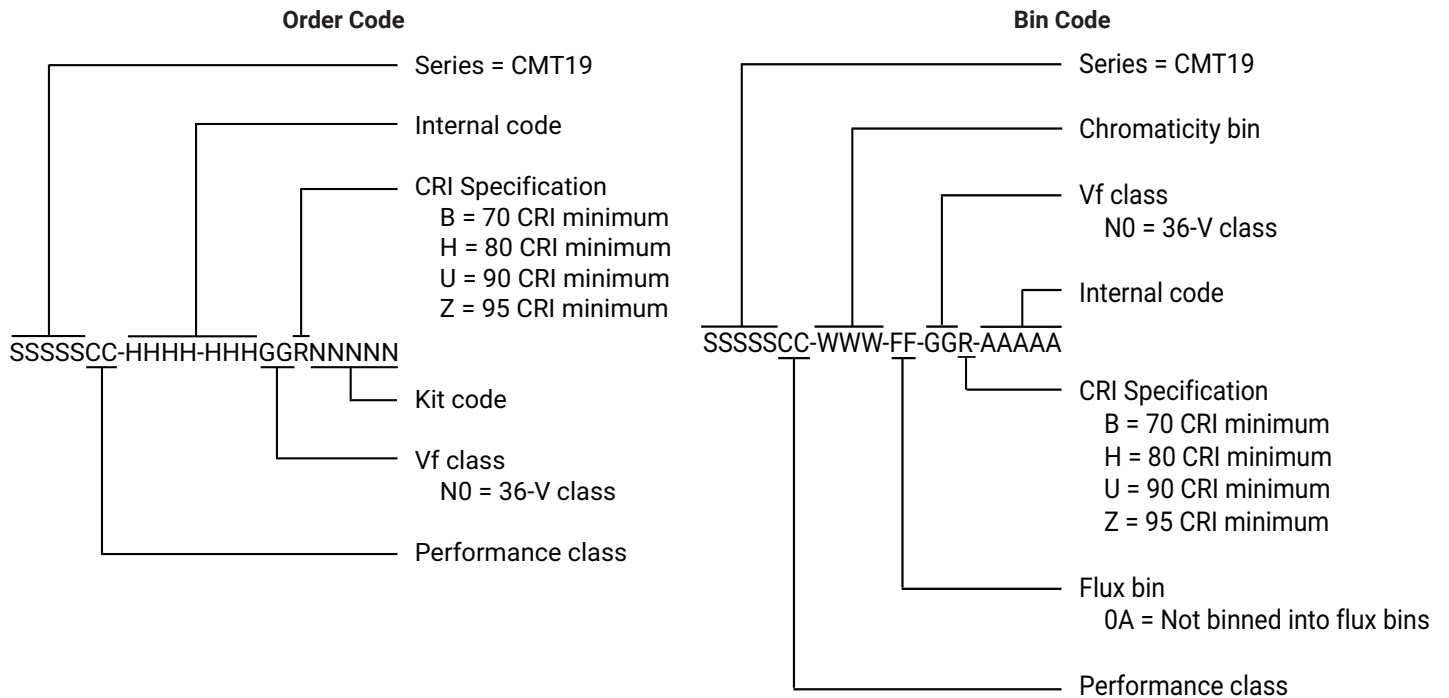 Order Code
Series = CMT19
Internal code
CRI Specification
B = 70 CRI minimum
H = 80 CRI minimum
U = 90 CRI minimum
Z = 95 CRI minimum
SSSSSCC-HHHH-HHHGGRNNNNN
Kit code
Vf class
N0 = 36-V class
Performance class
Bin Code
Series = CMT19
Chromaticity bin
Vf class
N0 = 36-V class
Internal code
SSSSSCC-WWW-FF-GGR-AAAAA
CRI Specification
B = 70 CRI minimum
H = 80 CRI minimum
U = 90 CRI minimum
Z = 95 CRI minimum
Flux bin
0A = Not binned into flux bins
Performance class